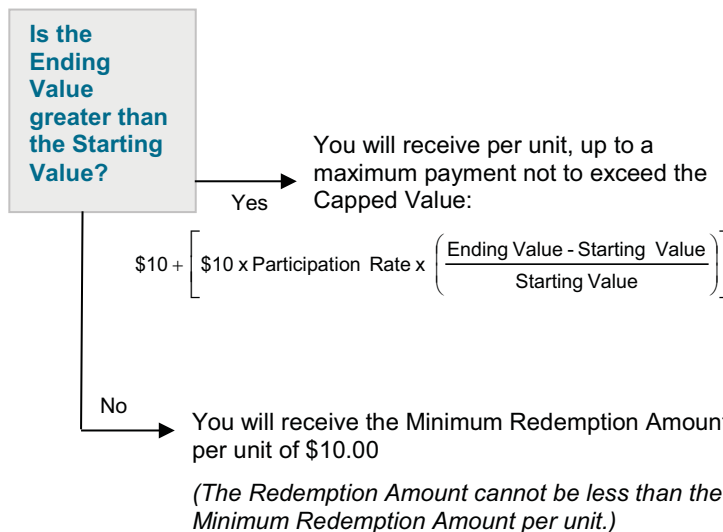 Is the
Ending
Value
greater than
the Starting
Value?
Yes
You will receive per unit, up to a
maximum payment not to exceed the
Capped Value:
$10 + [ $10 x Participation Rate x ( Ending Value - Starting Value
Starting Value ) ]
No
You will receive the Minimum Redemption Amount
per unit of $10.00
(The Redemption Amount cannot be less than the
Minimum Redemption Amount per unit.)